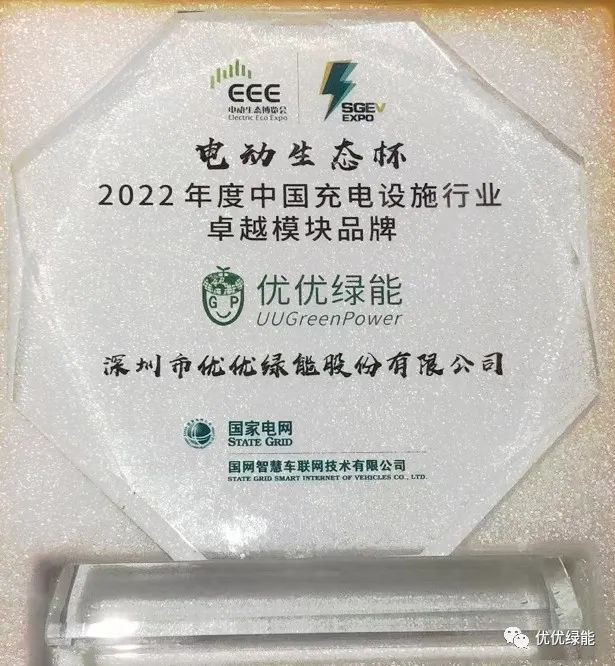 EEE
电动生态博览会
Electric Eco Expo
SGEV
EXPO
电动生态杯
2022年度中国充电设施行业
卓越模块品牌
GP
优优绿能
UUGreenPower
深圳市优优绿能股份有限公司
国家电网
STATE GRID
国网智慧车联网技术有限公司
STATE GRID SMART INTERNET OF VEHICLES CO., LTD.
优优绿能